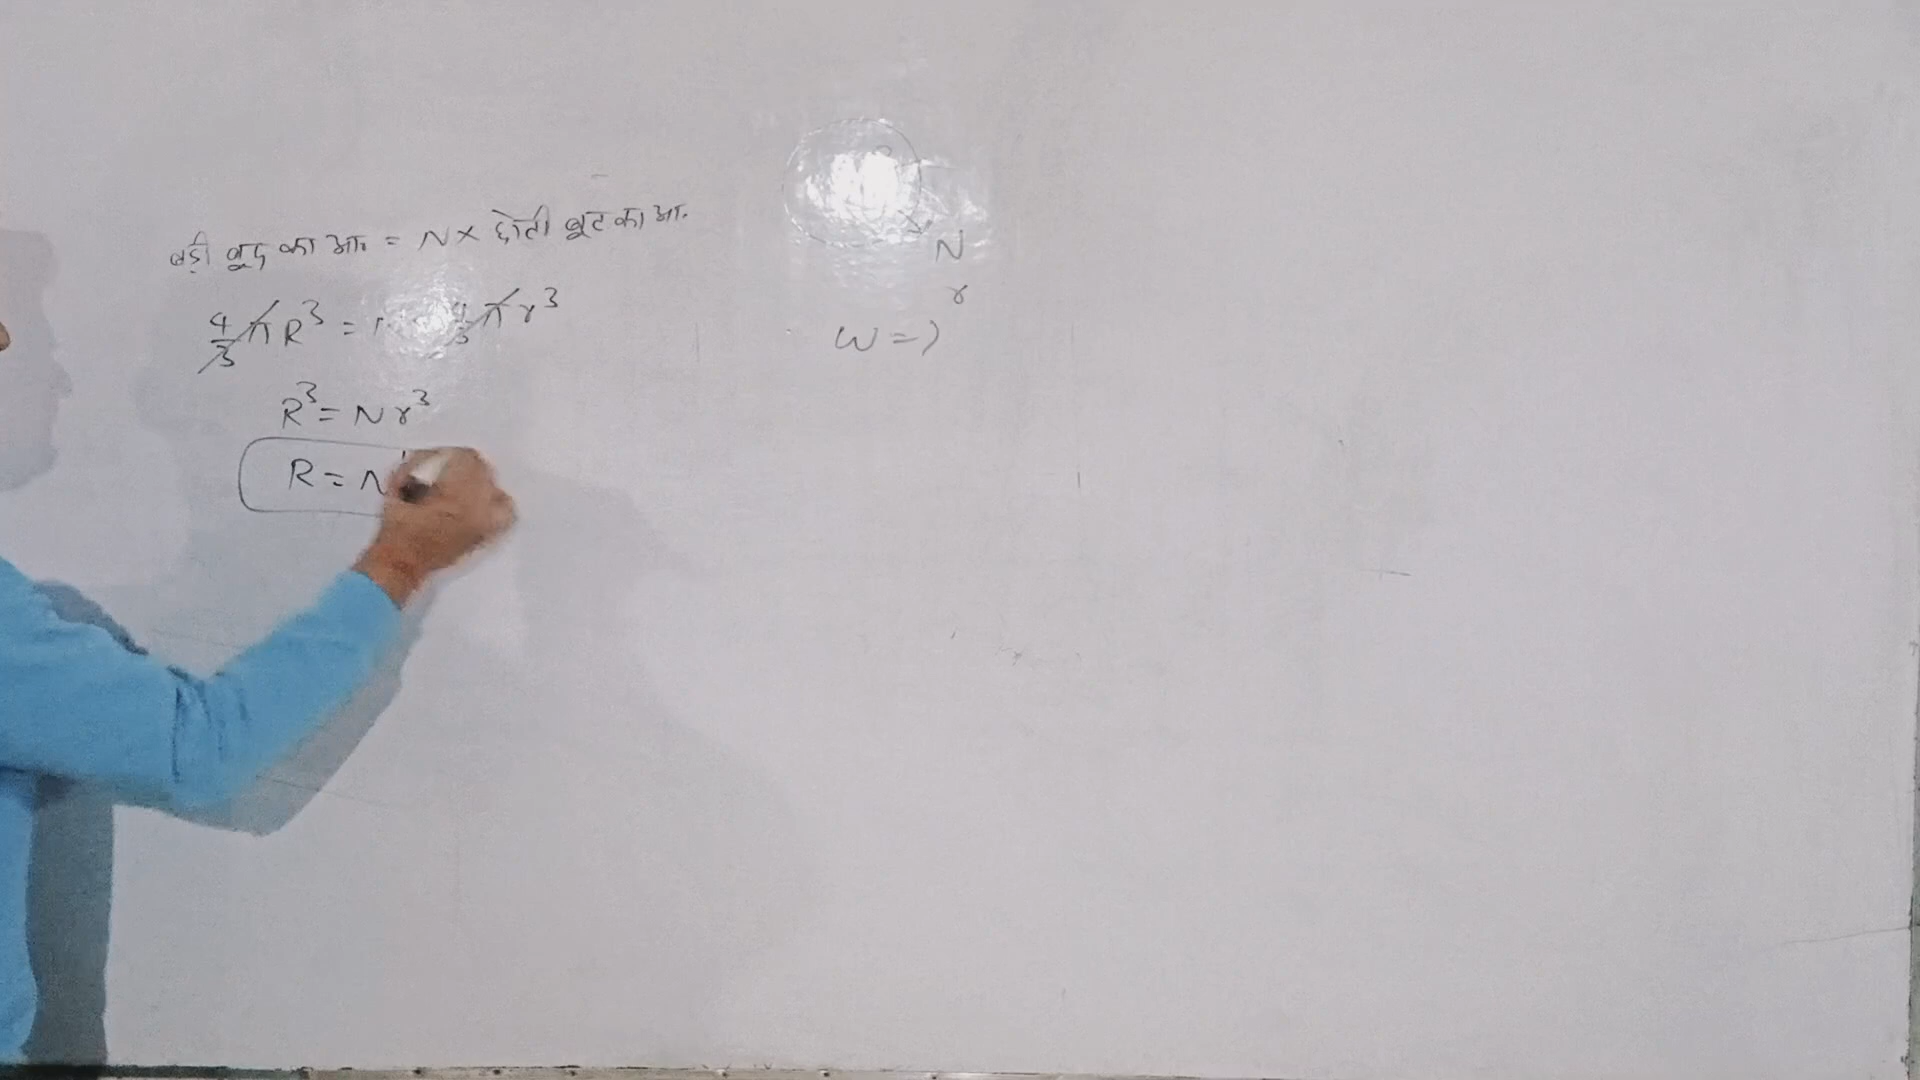 बड़ी बूद का आ. = N × छोटी बूट का आ.
4/3 π R³ = 4/3 π r³
R³ = N r³
R = N
N
r
W =)